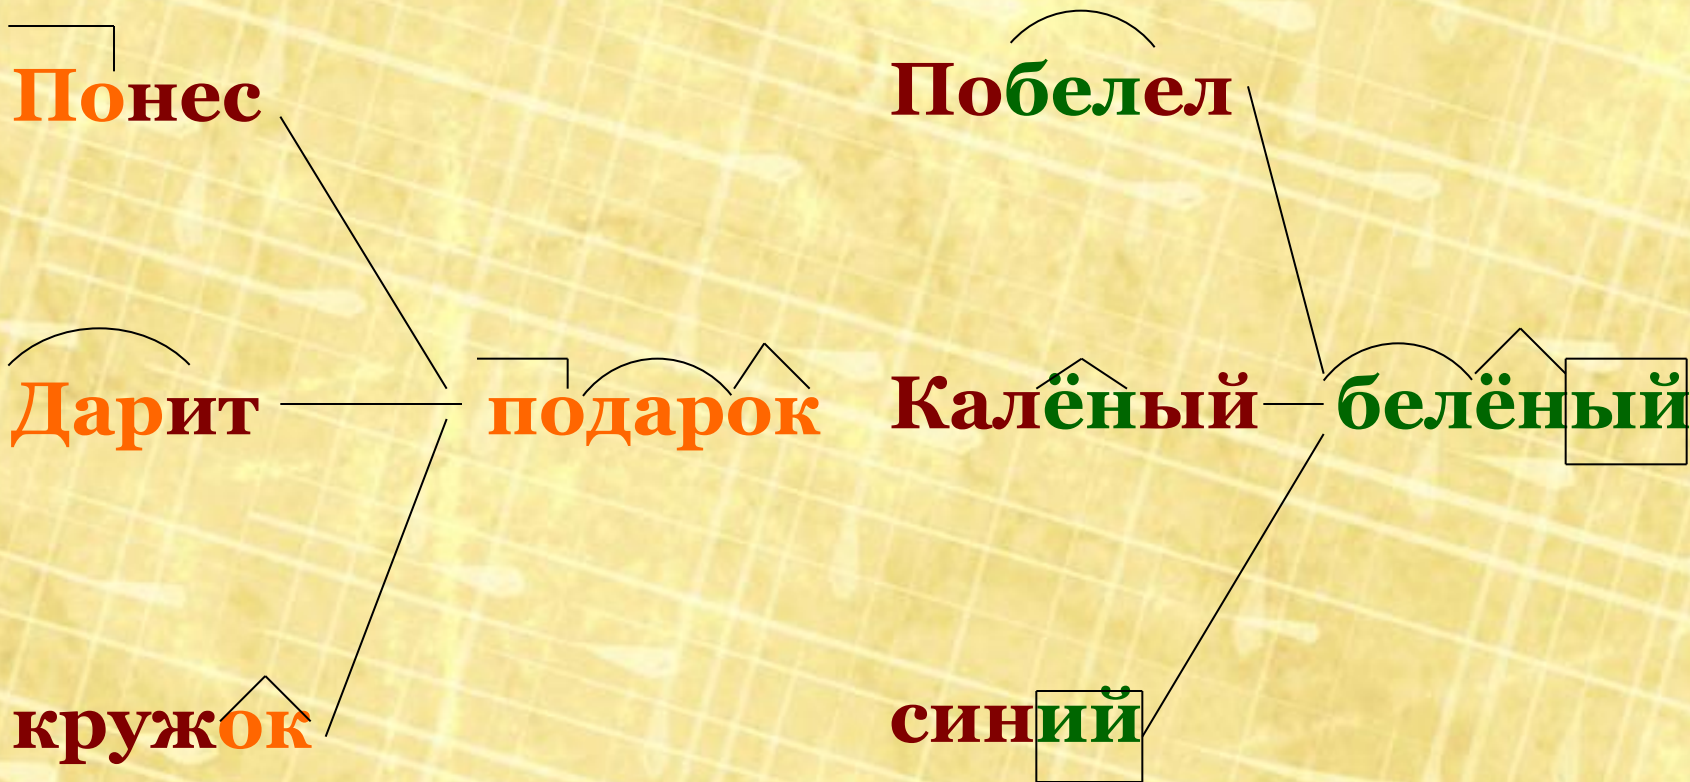 Понес
Дарит
подарок
кружок
Побелел
Калёный
белёный
синий